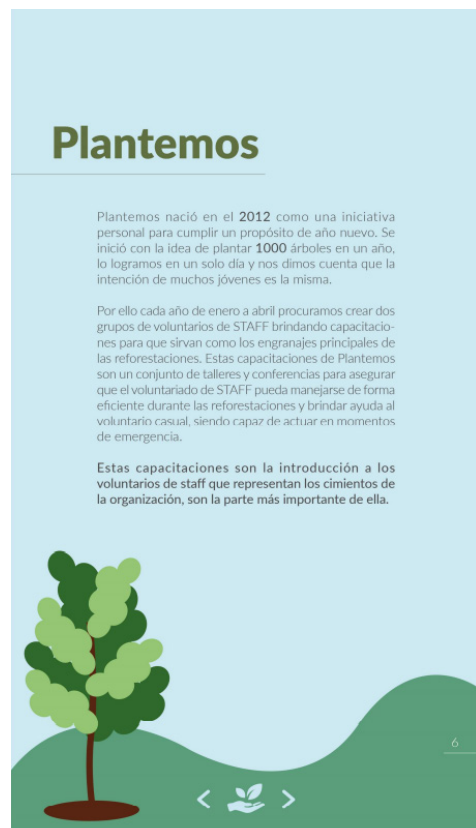 Plantemos
Plantemos nació en el 2012 como una iniciativa
personal para cumplir un propósito de año nuevo. Se
inició con la idea de plantar 1000 árboles en un año,
lo logramos en un solo día y nos dimos cuenta que la
intención de muchos jóvenes es la misma.
Por ello cada año de enero a abril procuramos crear dos
grupos de voluntarios de STAFF brindando capacitacio-
nes para que sirvan como los engranajes principales de
las reforestaciones. Estas capacitaciones de Plantemos
son un conjunto de talleres y conferencias para asegurar
que el voluntariado de STAFF pueda manejarse de forma
eficiente durante las reforestaciones y brindar ayuda al
voluntario casual, siendo capaz de actuar en momentos
de emergencia.
Estas capacitaciones son la introducción a los
voluntarios de staff que representan los cimientos de
la organización, son la parte más importante de ella.
6